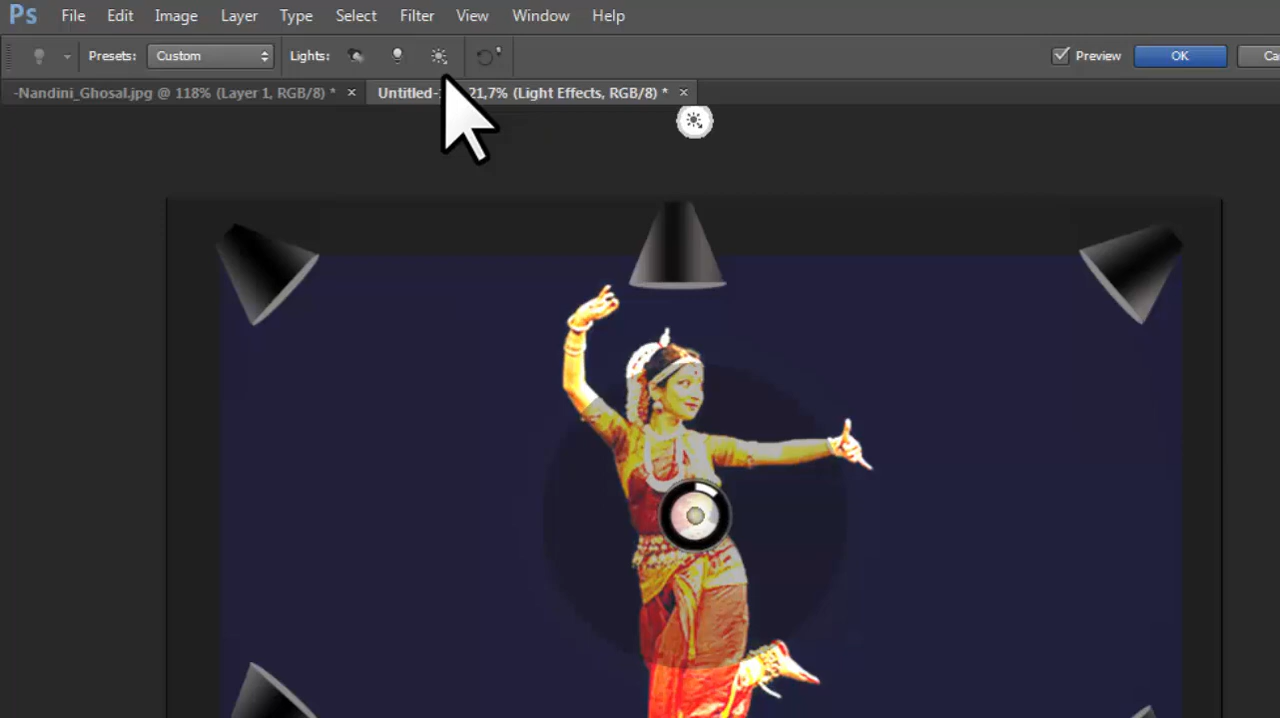 Ps File Edit Image Layer Type Select Filter View Window Help
Presets: Custom Lights: Preview OK Ca
-Nandini_Ghosal.jpg @ 118% (Layer 1, RGB/8) * × Untitled- 21,7% (Light Effects, RGB/8) * ×